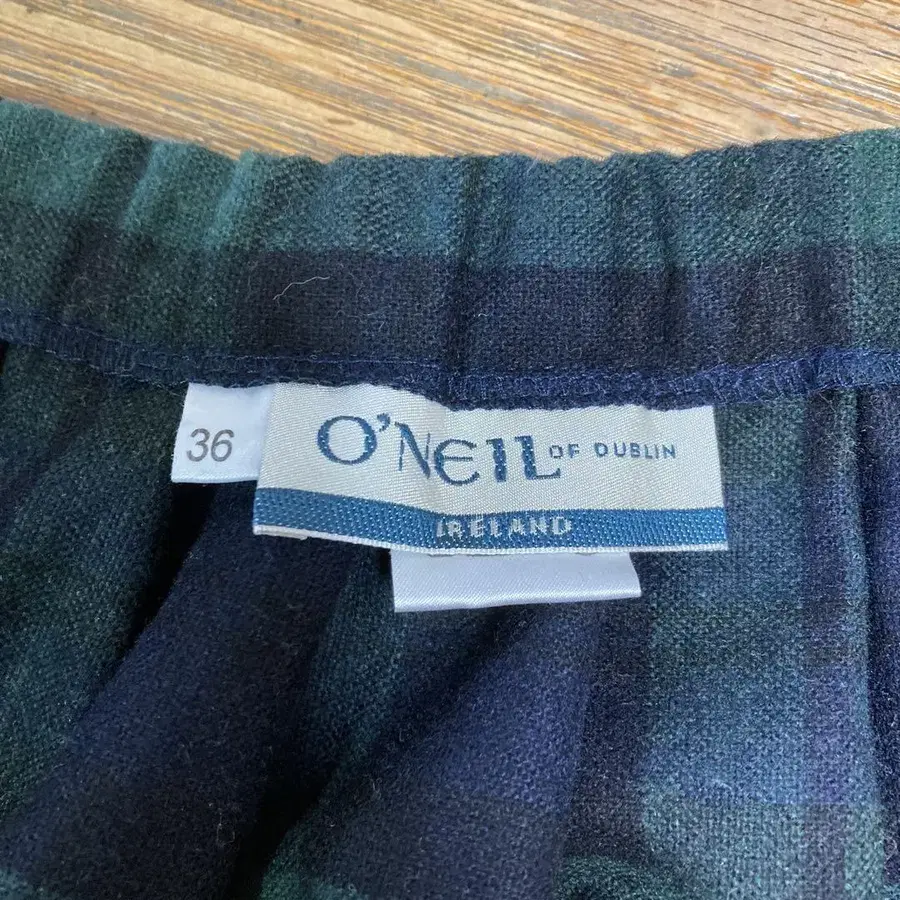 36
O'NEIL OF DUBLIN
IRELAND